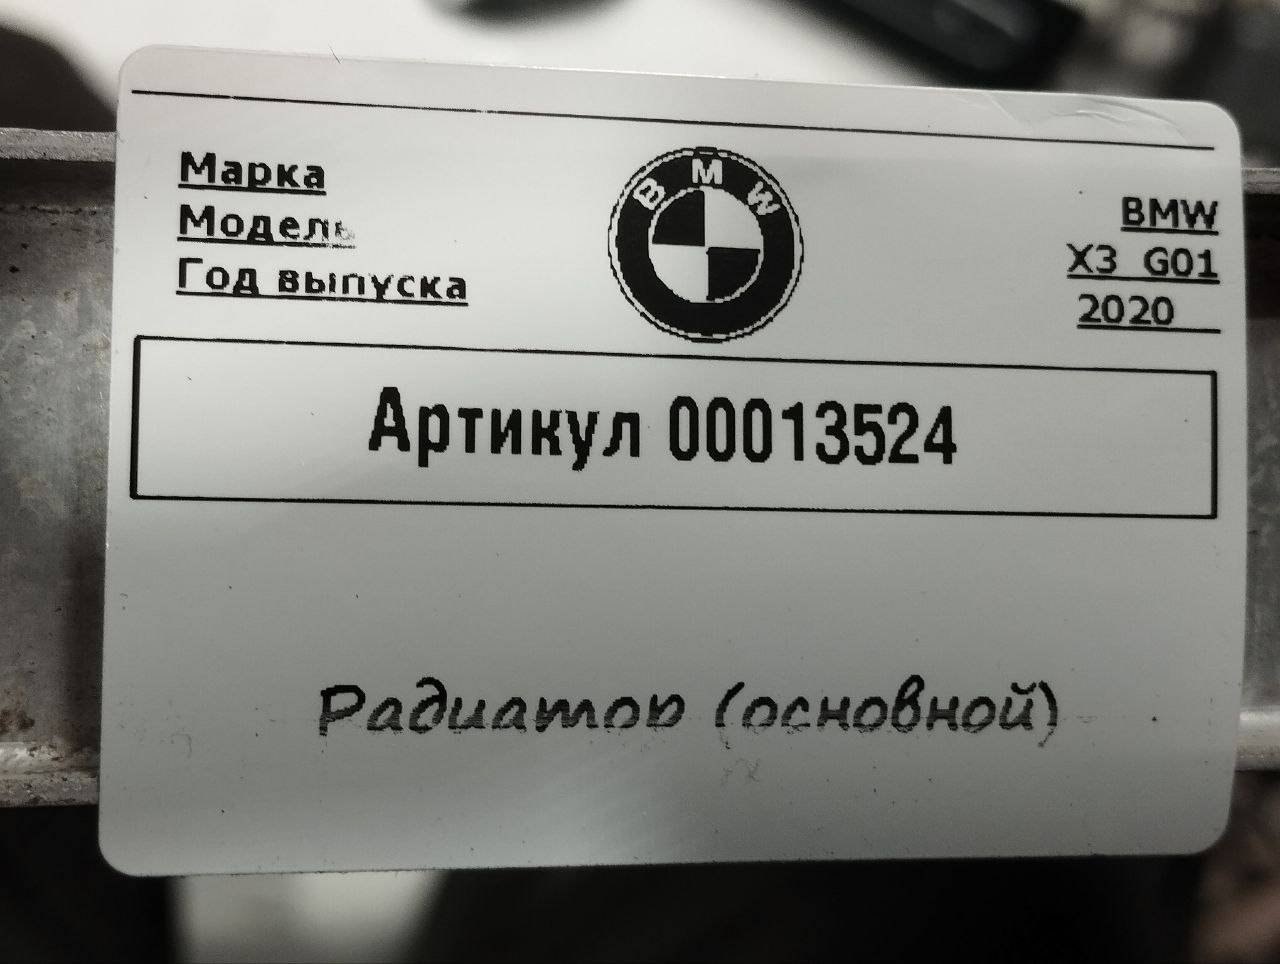 Марка BMW BMW
Модель X3 G01
Год выпуска 2020
Артикул 00013524
Радиатор (основной)